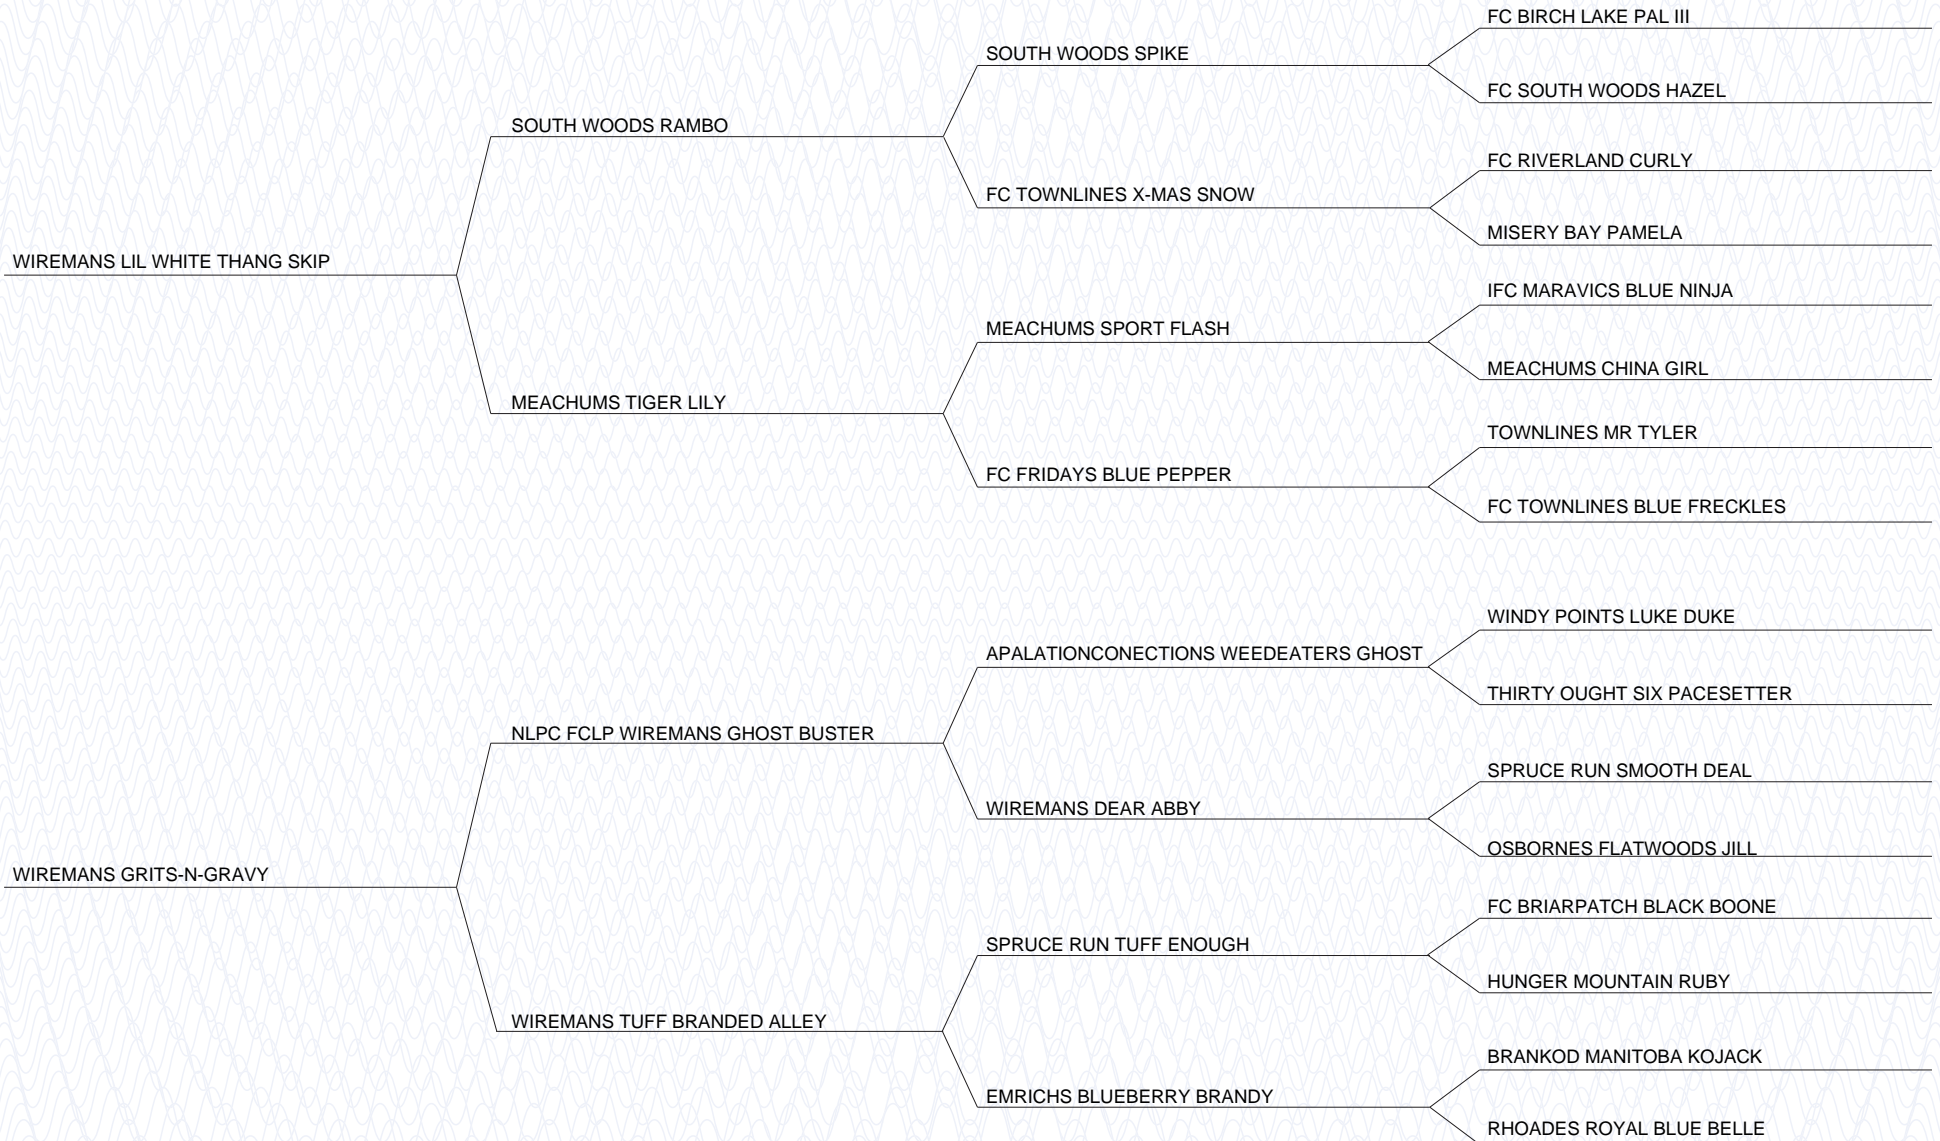 FC BIRCH LAKE PAL III
SOUTH WOODS SPIKE
FC SOUTH WOODS HAZEL
SOUTH WOODS RAMBO
FC RIVERLAND CURLY
FC TOWNLINES X-MAS SNOW
MISERY BAY PAMELA
WIREMANS LIL WHITE THANG SKIP
IFC MARAVICS BLUE NINJA
MEACHUMS SPORT FLASH
MEACHUMS CHINA GIRL
MEACHUMS TIGER LILY
TOWNLINES MR TYLER
FC FRIDAYS BLUE PEPPER
FC TOWNLINES BLUE FRECKLES
WINDY POINTS LUKE DUKE
APALATIONCONECTIONS WEEDEATERS GHOST
THIRTY OUGHT SIX PACESETTER
NLPC FCLP WIREMANS GHOST BUSTER
SPRUCE RUN SMOOTH DEAL
WIREMANS DEAR ABBY
OSBORNES FLATWOODS JILL
WIREMANS GRITS-N-GRAVY
FC BRIARPATCH BLACK BOONE
SPRUCE RUN TUFF ENOUGH
HUNGER MOUNTAIN RUBY
WIREMANS TUFF BRANDED ALLEY
BRANKOD MANITOBA KOJACK
EMRICHS BLUEBERRY BRANDY
RHOADES ROYAL BLUE BELLE